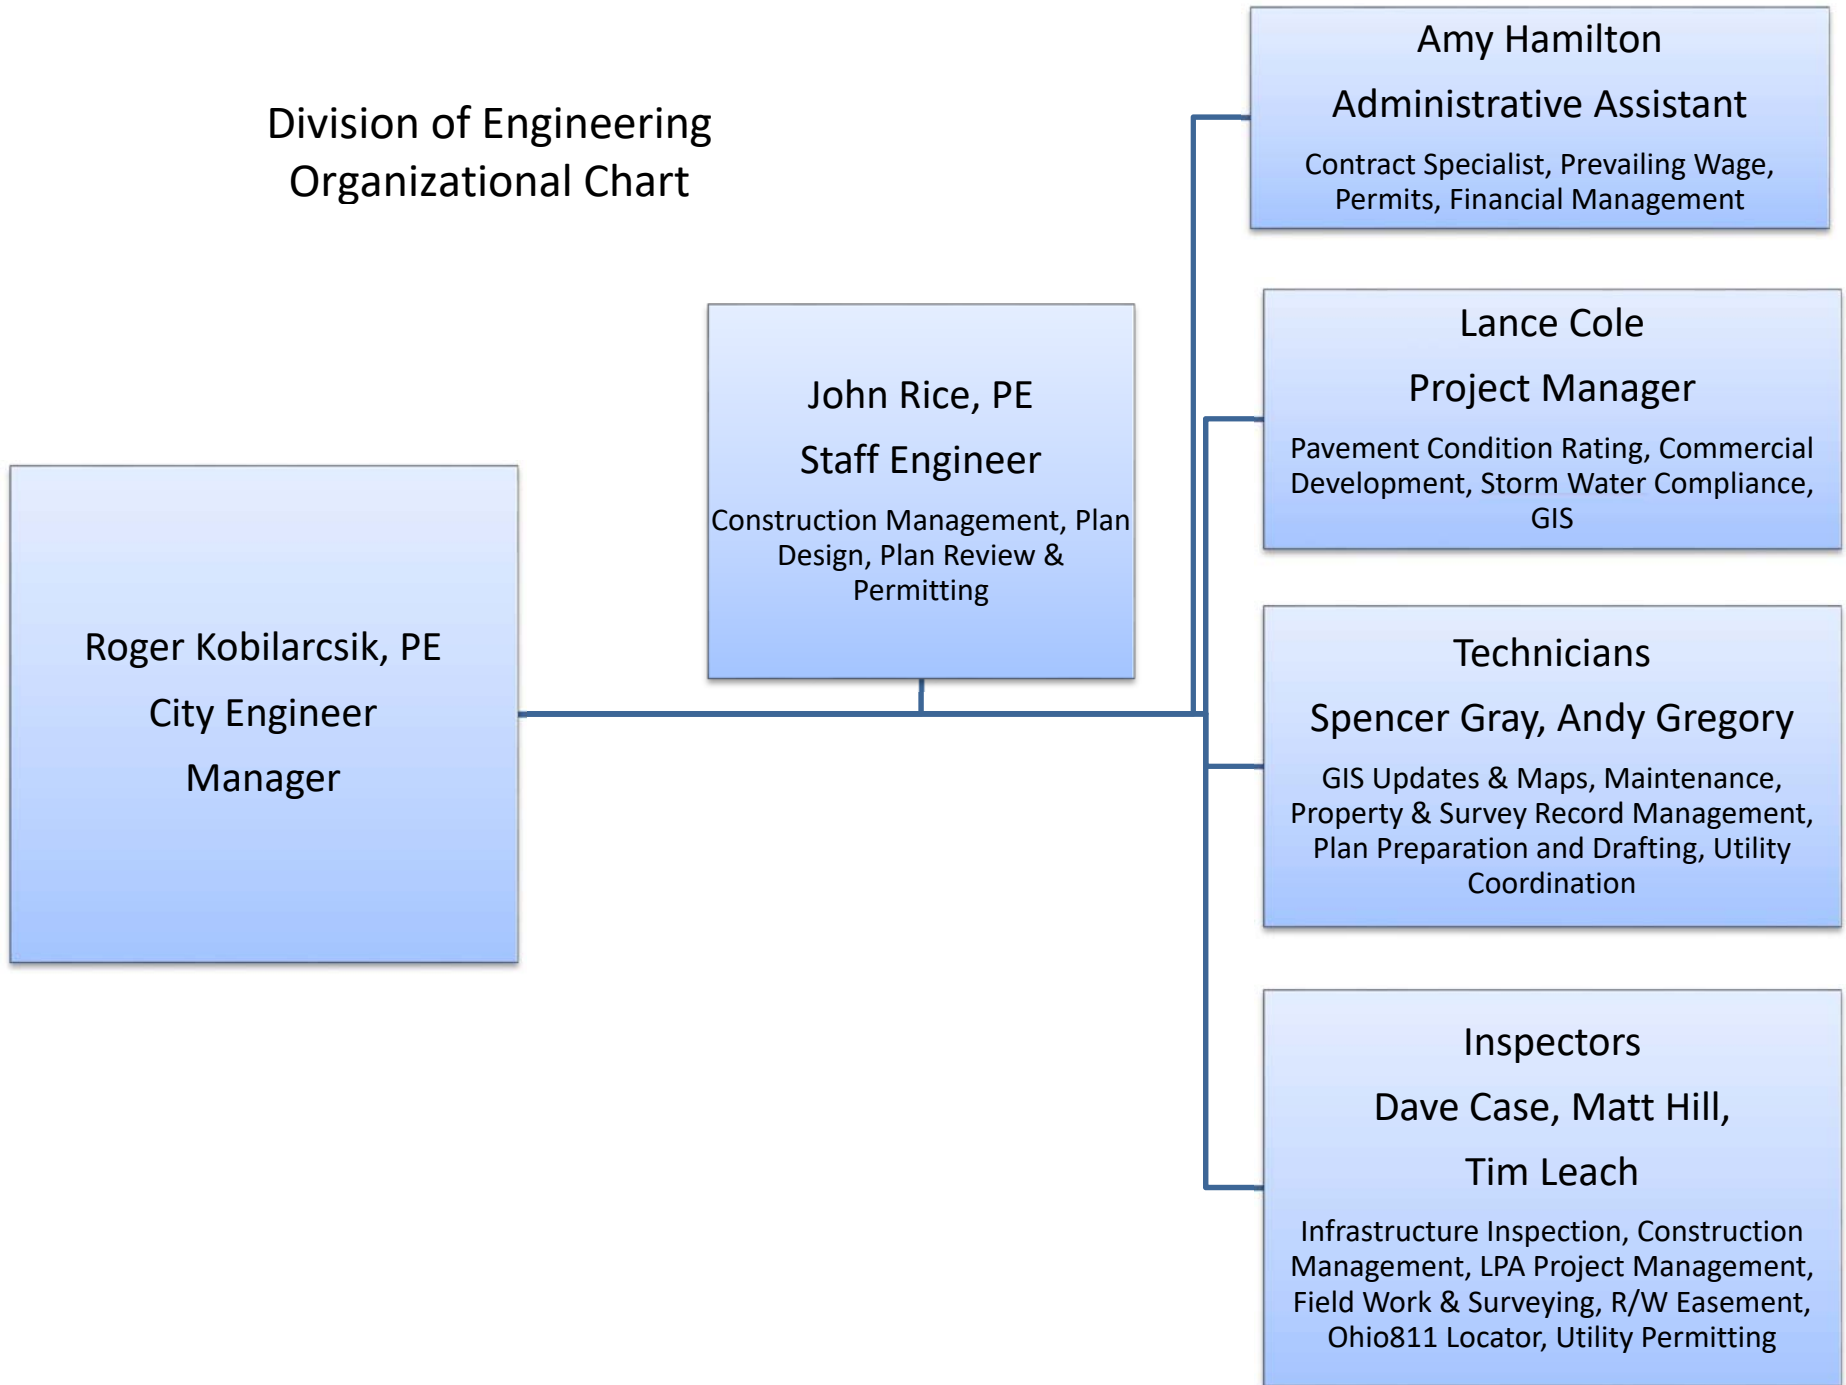 Division of Engineering
Organizational Chart
Roger Kobilarcsik, PE
City Engineer
Manager
John Rice, PE
Staff Engineer
Construction Management, Plan
Design, Plan Review &
Permitting
Amy Hamilton
Administrative Assistant
Contract Specialist, Prevailing Wage,
Permits, Financial Management
Lance Cole
Project Manager
Pavement Condition Rating, Commercial
Development, Storm Water Compliance,
GIS
Technicians
Spencer Gray, Andy Gregory
GIS Updates & Maps, Maintenance,
Property & Survey Record Management,
Plan Preparation and Drafting, Utility
Coordination
Inspectors
Dave Case, Matt Hill,
Tim Leach
Infrastructure Inspection, Construction
Management, LPA Project Management,
Field Work & Surveying, R/W Easement,
Ohio811 Locator, Utility Permitting